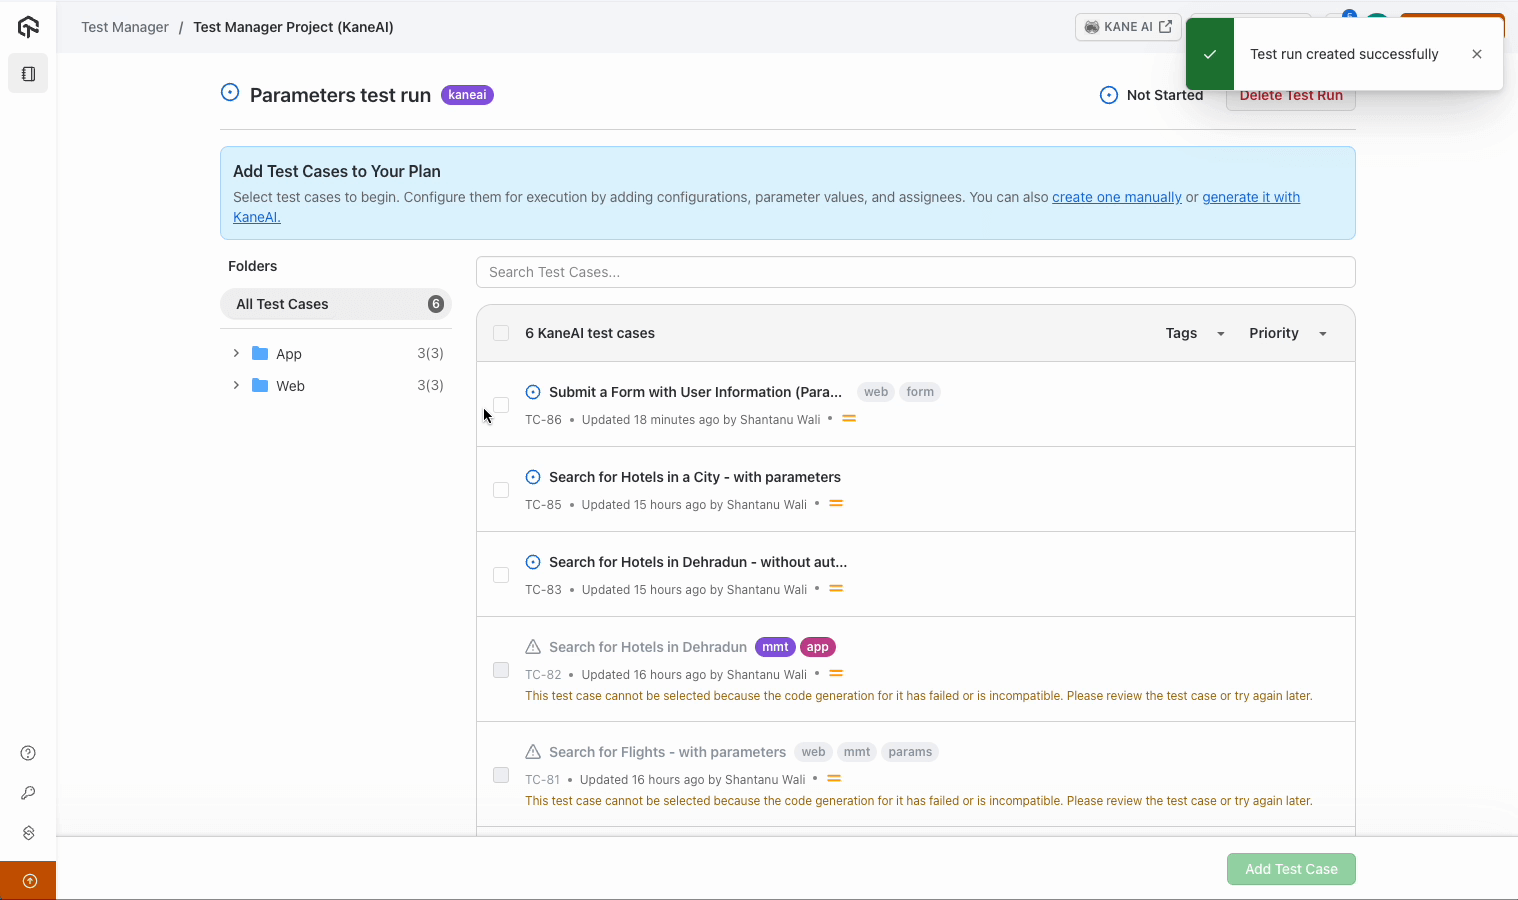 Test Manager / Test Manager Project (KaneAI)
KANE AI
Test run created successfully
Parameters test run kaneai
Not Started
Delete Test Run
Add Test Cases to Your Plan
Select test cases to begin. Configure them for execution by adding configurations, parameter values, and assignees. You can also create one manually or generate it with
KaneAI.
Folders
All Test Cases 6
App 3(3)
Web 3(3)
Search Test Cases...
6 KaneAI test cases Tags Priority
Submit a Form with User Information (Para... web form
TC-86 • Updated 18 minutes ago by Shantanu Wali •
Search for Hotels in a City - with parameters
TC-85 • Updated 15 hours ago by Shantanu Wali •
Search for Hotels in Dehradun - without aut...
TC-83 • Updated 15 hours ago by Shantanu Wali •
Search for Hotels in Dehradun mmt app
TC-82 • Updated 16 hours ago by Shantanu Wali •
This test case cannot be selected because the code generation for it has failed or is incompatible. Please review the test case or try again later.
Search for Flights - with parameters web mmt params
TC-81 • Updated 16 hours ago by Shantanu Wali •
This test case cannot be selected because the code generation for it has failed or is incompatible. Please review the test case or try again later.
Add Test Case